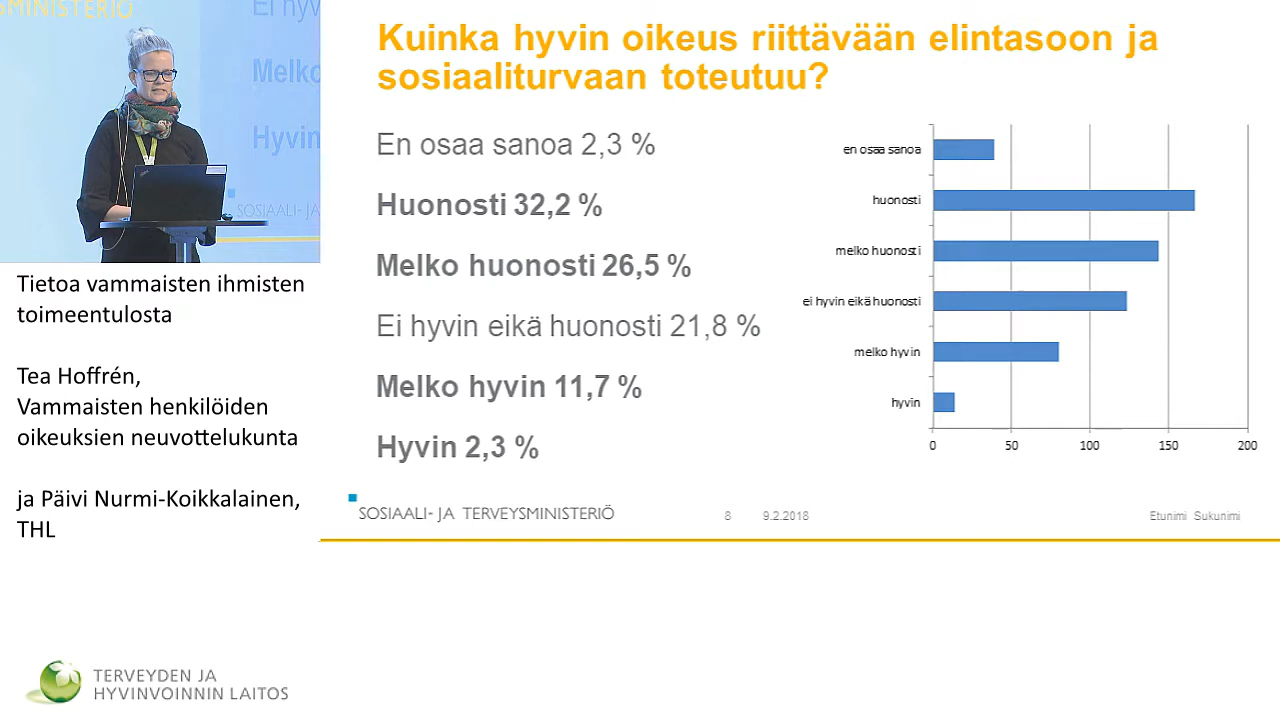 MINISTERIÖ
Ei hyv
Melko
Hyvin
SOSIAALI- JA
Tietoa vammaisten ihmisten
toimeentulosta
Tea Hoffrén,
Vammaisten henkilöiden
oikeuksien neuvottelukunta
ja Päivi Nurmi-Koikkalainen,
THL
TERVEYDEN JA
HYVINVOINNIN LAITOS
Kuinka hyvin oikeus riittävään elintasoon ja
sosiaaliturvaan toteutuu?
En osaa sanoa 2,3 %
Huonosti 32,2 %
Melko huonosti 26,5 %
Ei hyvin eikä huonosti 21,8 %
Melko hyvin 11,7 %
Hyvin 2,3 %
en osaa sanoa
huonosti
melko huonosti
ei hyvin eikä huonosti
melko hyvin
hyvin
0 50 100 150 200
SOSIAALI- JA TERVEYSMINISTERIÖ
8 9.2.2018 Etunimi Sukunimi